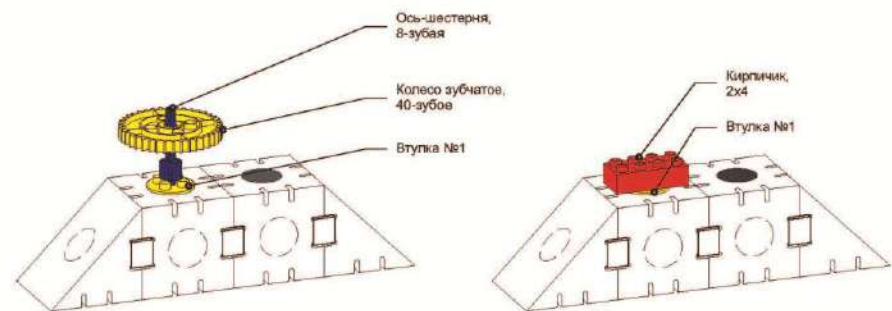 Ось-шестерня,
8-зубая
Колесо зубчатое,
40-зубое
Втулка №1
Кирпичик,
2х4
Втулка №1